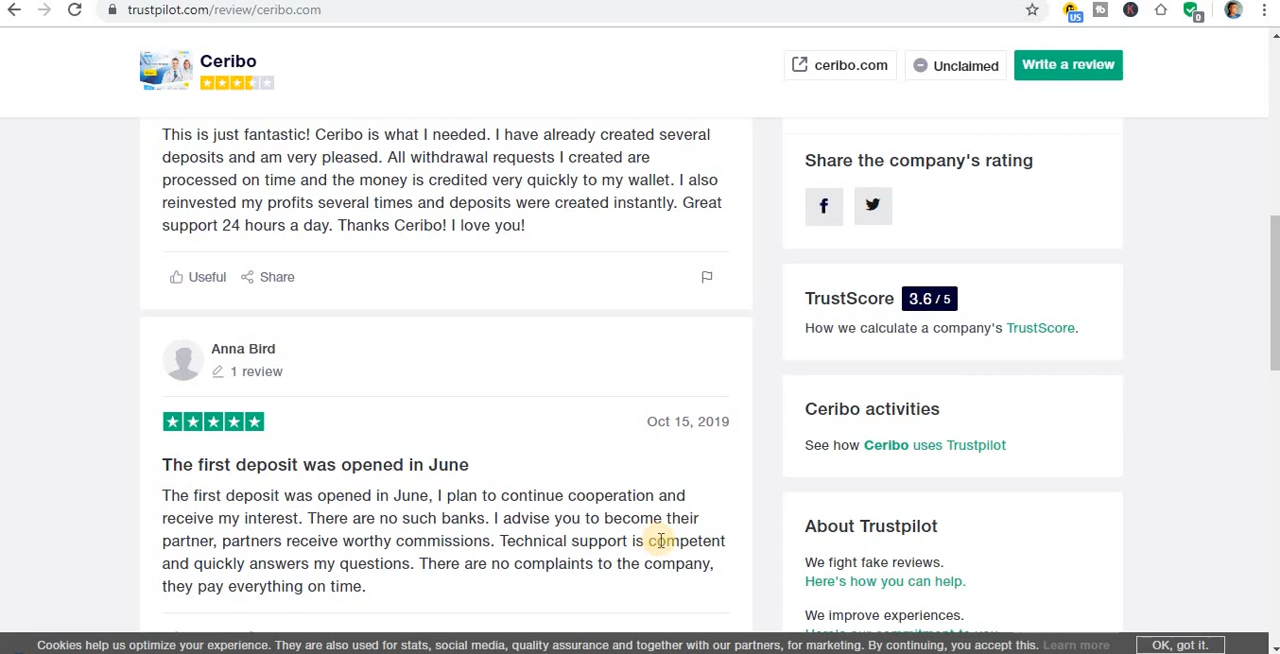 trustpilot.com/review/ceribo.com
US
tb
K
0
Ceribo
ceribo.com
Unclaimed
Write a review
This is just fantastic! Ceribo is what I needed. I have already created several
deposits and am very pleased. All withdrawal requests I created are
processed on time and the money is credited very quickly to my wallet. I also
reinvested my profits several times and deposits were created instantly. Great
support 24 hours a day. Thanks Ceribo! I love you!
Useful
Share
Anna Bird
1 review
Oct 15, 2019
The first deposit was opened in June
The first deposit was opened in June, I plan to continue cooperation and
receive my interest. There are no such banks. I advise you to become their
partner, partners receive worthy commissions. Technical support is competent
and quickly answers my questions. There are no complaints to the company,
they pay everything on time.
Share the company's rating
TrustScore 3.6 / 5
How we calculate a company's TrustScore.
Ceribo activities
See how Ceribo uses Trustpilot
About Trustpilot
We fight fake reviews.
Here's how you can help.
We improve experiences.
Cookies help us optimize your experience. They are also used for stats, social media, quality assurance and together with our partners, for marketing. By continuing, you accept this. Learn more
OK, got it.